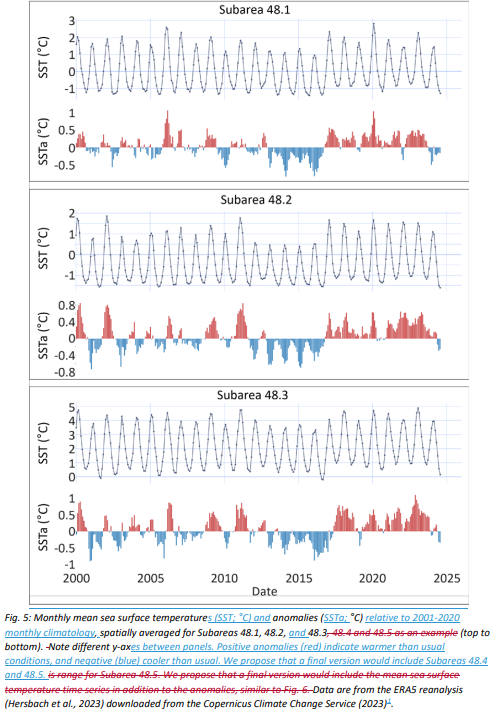 Subarea 48.1
SST (°C)
3
2
1
0
-1
SSTa (°C)
1
0.5
0
-0.5
Subarea 48.2
SST (°C)
2
1
0
-1
SSTa (°C)
0.8
0.4
0
-0.4
-0.8
Subarea 48.3
SST (°C)
5
4
3
2
1
0
SSTa (°C)
1
0.5
0
-0.5
-1
2000 2005 2010 2015 2020 2025
Date
Fig. 5: Monthly mean sea surface temperatures (SST; °C) and anomalies (SSTa; °C) relative to 2001-2020
monthly climatology, spatially averaged for Subareas 48.1, 48.2, and 48.3, 48.4 and 48.5 as an example (top to
bottom). -Note different y-axes between panels. Positive anomalies (red) indicate warmer than usual
conditions, and negative (blue) cooler than usual. We propose that a final version would include Subareas 48.4
and 48.5. is range for Subarea 48.5. We propose that a final version would include the mean sea surface
temperature time series in addition to the anomalies, similar to Fig. 6. Data are from the ERA5 reanalysis
(Hersbach et al., 2023) downloaded from the Copernicus Climate Change Service (2023)1.